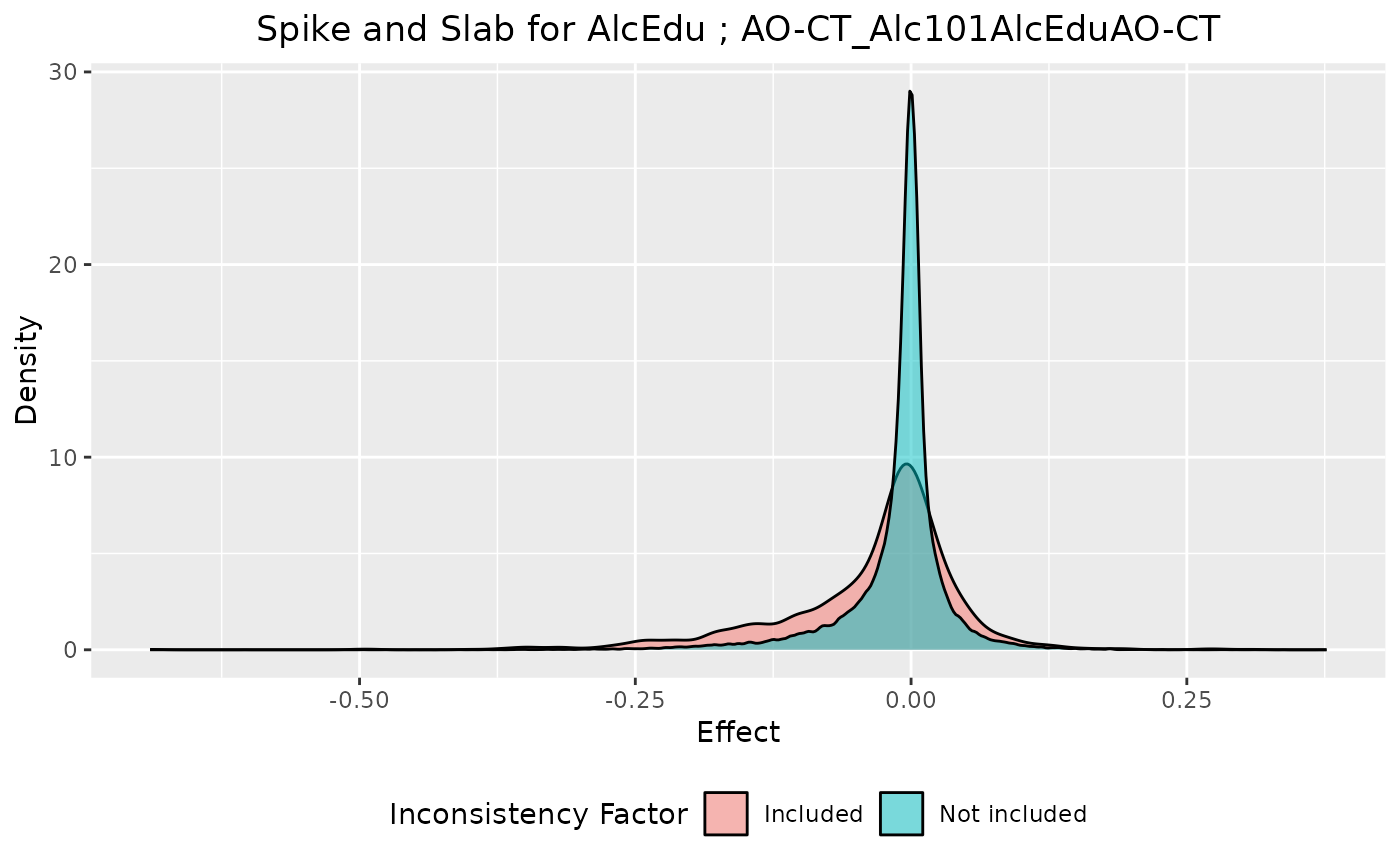 Spike and Slab for AlcEdu ; AO-CT_Alc101AlcEduAO-CT
30
20
10
0
Density
-0.50 -0.25 0.00 0.25
Effect
Inconsistency Factor Included Not included